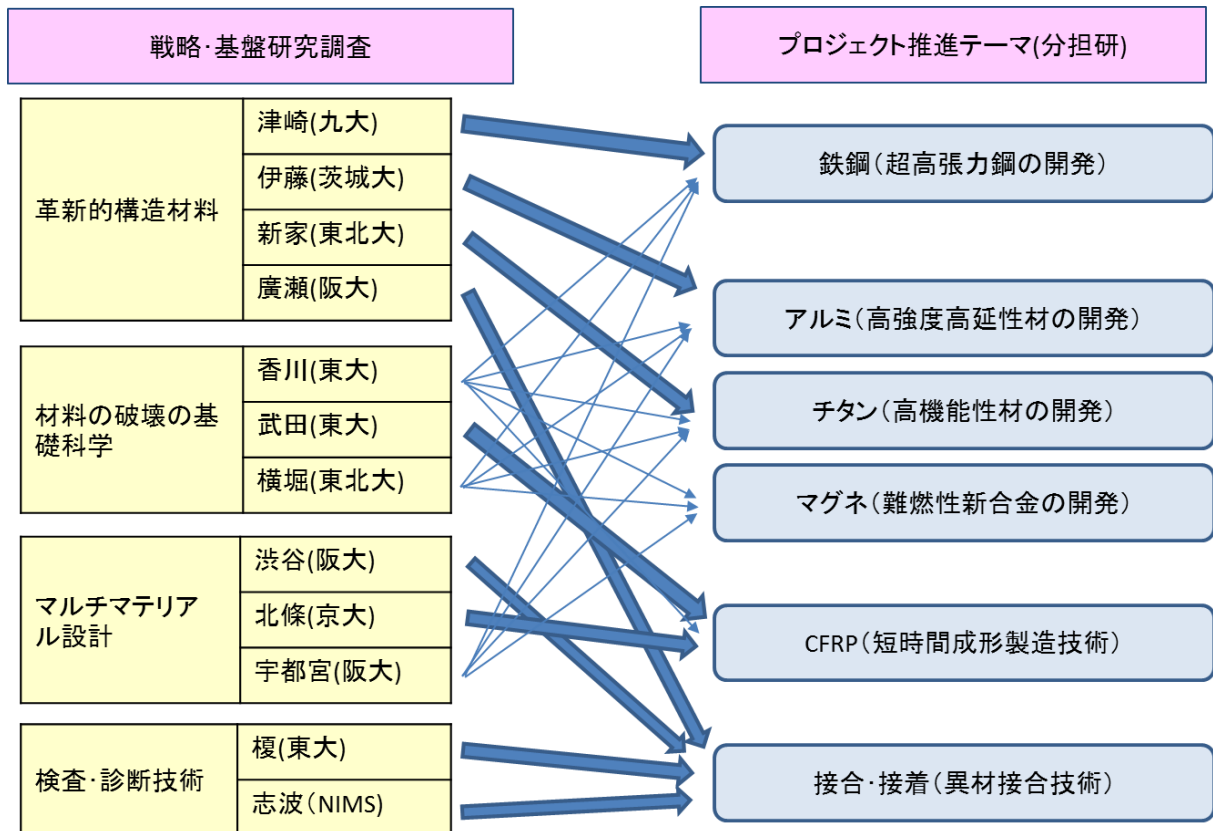 戦略・基盤研究調査
プロジェクト推進テーマ(分担研)
革新的構造材料
津崎(九大)
伊藤(茨城大)
新家(東北大)
廣瀬(阪大)
材料の破壊の基
礎科学
香川(東大)
武田(東大)
横堀(東北大)
マルチマテリア
ル設計
渋谷(阪大)
北條(京大)
宇都宮(阪大)
検査・診断技術
榎(東大)
志波(NIMS)
鉄鋼(超高張力鋼の開発)
アルミ(高強度高延性材の開発)
チタン(高機能性材の開発)
マグネ(難燃性新合金の開発)
CFRP(短時間成形製造技術)
接合・接着(異材接合技術)